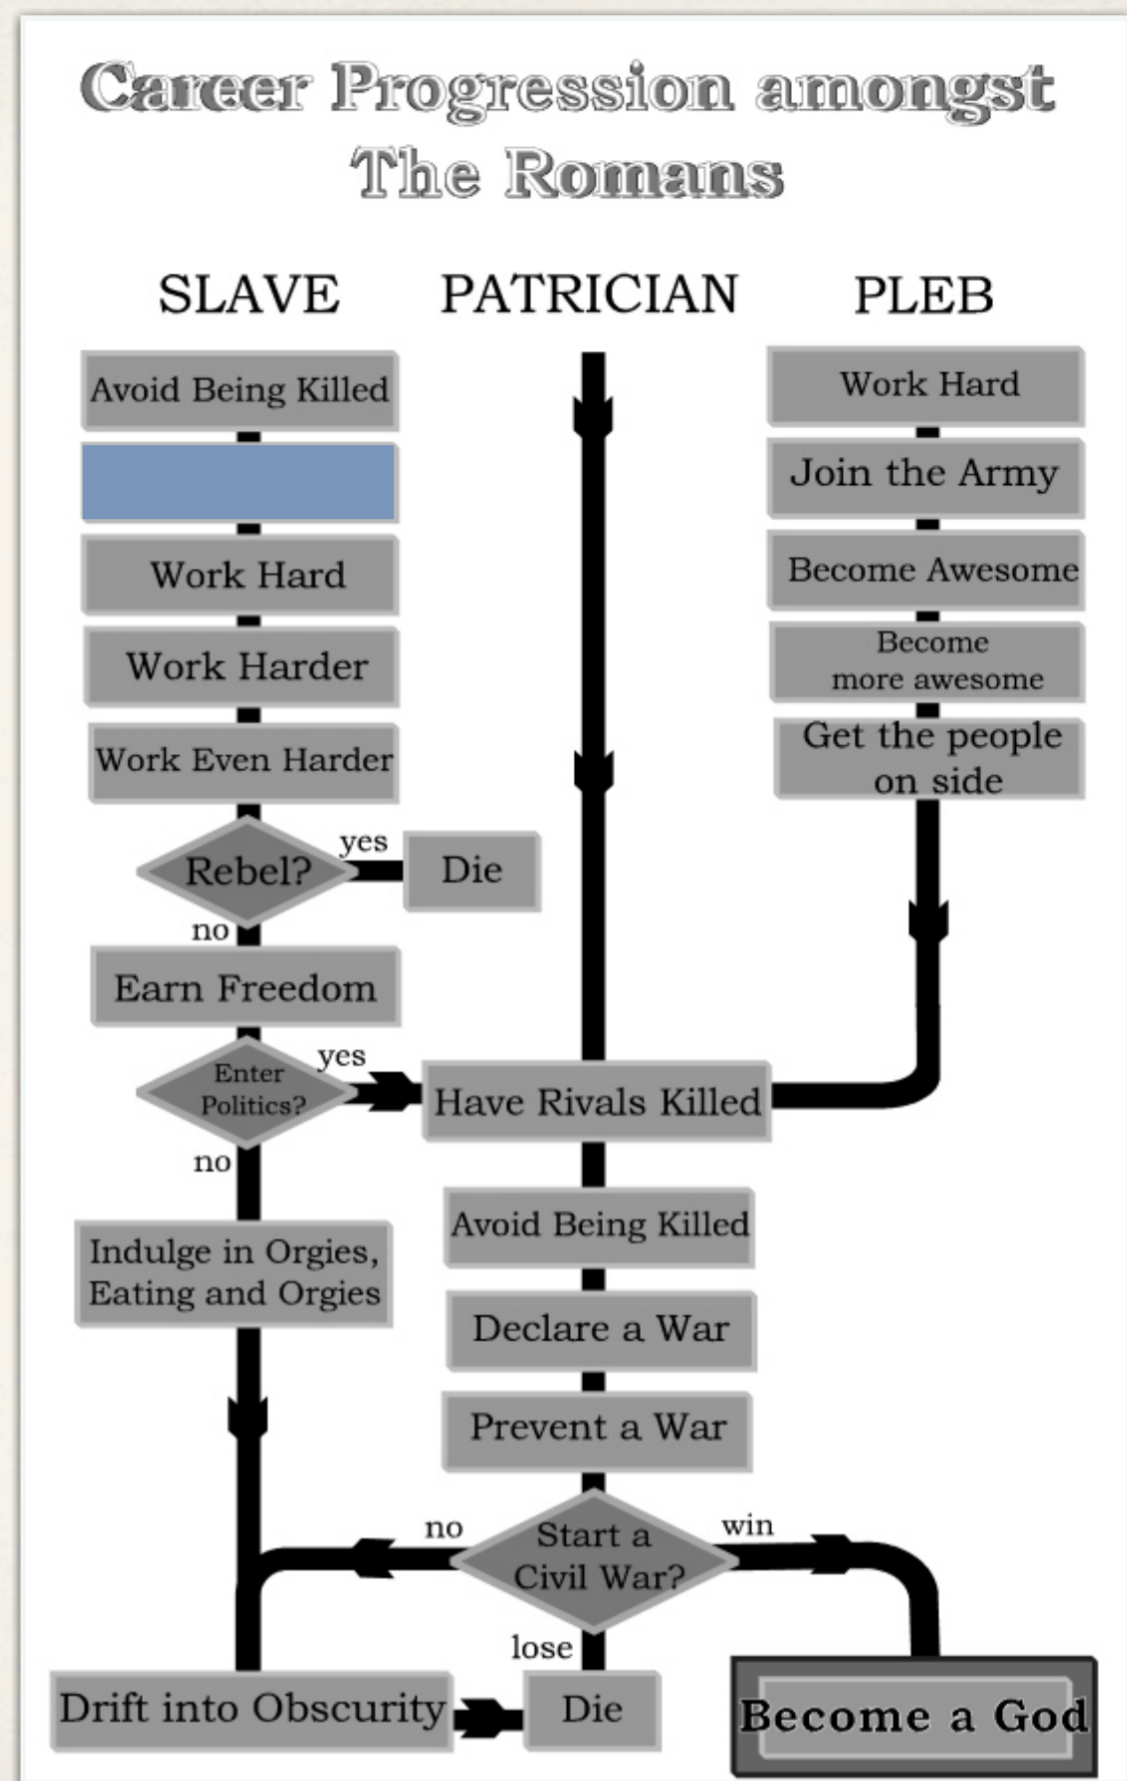 Career Progression amongst
The Romans
SLAVE
PATRICIAN
PLEB
Avoid Being Killed
Work Hard
Work Harder
Work Even Harder
Rebel?
yes
Die
no
Earn Freedom
Enter
Politics?
yes
no
Indulge in Orgies,
Eating and Orgies
Work Hard
Join the Army
Become Awesome
Become
more awesome
Get the people
on side
Have Rivals Killed
Avoid Being Killed
Declare a War
Prevent a War
Start a
Civil War?
no
win
lose
Drift into Obscurity
Die
Become a God